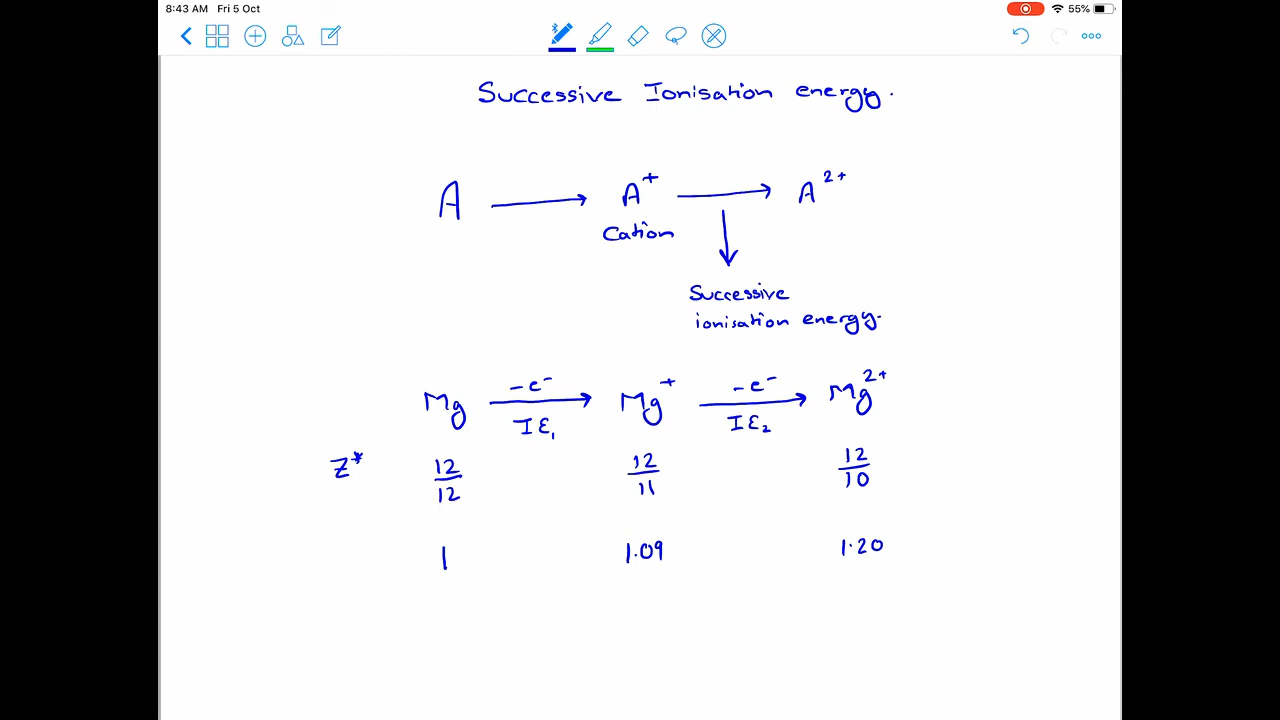 8:43 AM Fri 5 Oct 55%
Successive Ionisation energy.
A → A⁺ → A²⁺
Cation
Successive
ionisation energy.
-e⁻ -e⁻
Mg → Mg⁺ → Mg²⁺
IE₁ IE₂
Z* 12/12 12/11 12/10
1 1.09 1.20